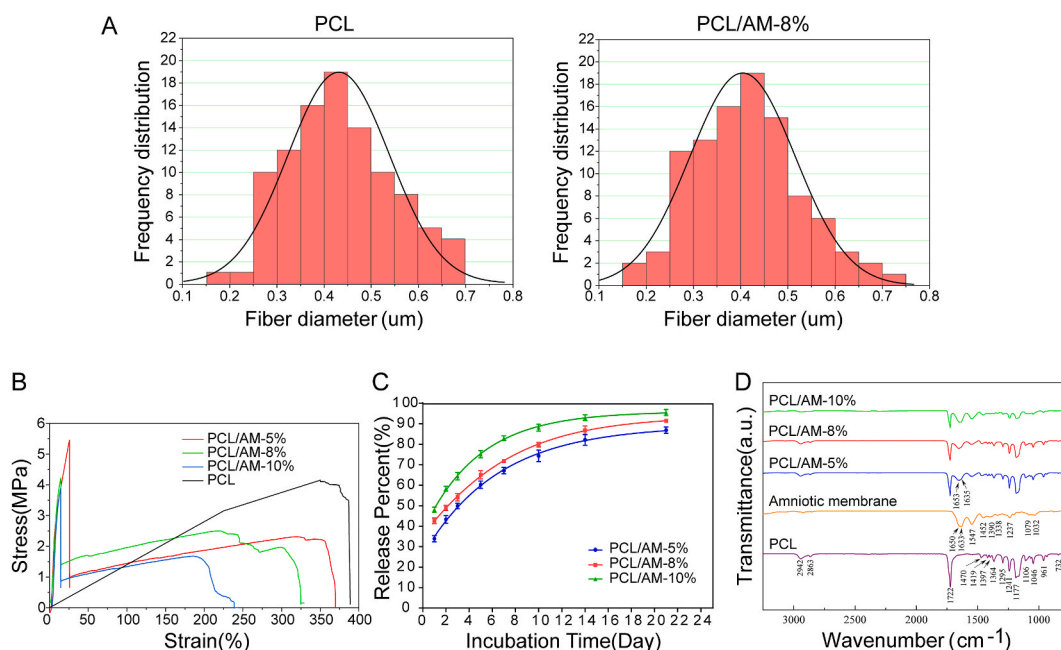 A
PCL
PCL/AM-8%
Frequency distribution
22
20
18
16
14
12
10
8
6
4
2
0
0.1 0.2 0.3 0.4 0.5 0.6 0.7 0.8
Fiber diameter (um)
Frequency distribution
22
20
18
16
14
12
10
8
6
4
2
0
0.1 0.2 0.3 0.4 0.5 0.6 0.7 0.8
Fiber diameter (um)
B
Stress(MPa)
6
5
4
3
2
1
0
PCL/AM-5%
PCL/AM-8%
PCL/AM-10%
PCL
0 50 100 150 200 250 300 350 400
Strain(%)
C
Release Percent(%)
100
90
80
70
60
50
40
30
20
10
0
PCL/AM-5%
PCL/AM-8%
PCL/AM-10%
0 2 4 6 8 10 12 14 16 18 20 22 24
Incubation Time(Day)
D
Transmittance(a.u.)
PCL/AM-10%
PCL/AM-8%
PCL/AM-5%
1653
1635
Amniotic membrane
1650
1633
1547
1452
1390
1338
1237
1079
1032
PCL
2942
2863
1722
1470
1419
1397
1364
1295
1241
1177
1106
1046
961
732
3000 2500 2000 1500 1000
Wavenumber (cm-1)